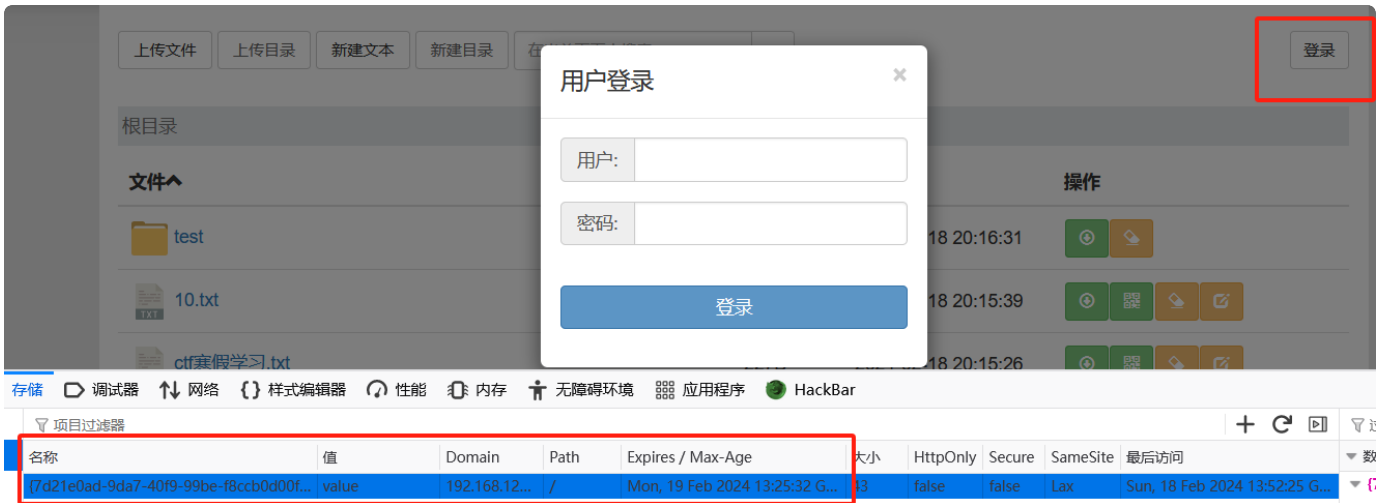 上传文件 上传目录 新建文本 新建目录 登录
用户登录 ×
根目录
用户:
文件 操作
密码:
test 18 20:16:31
10.txt 18 20:15:39
TXT
登录
ctf寒假学习.txt 18 20:15:26
存储 调试器 网络 {} 样式编辑器 性能 内存 无障碍环境 应用程序 HackBar
项目过滤器
名称 值 Domain Path Expires / Max-Age 大小 HttpOnly Secure SameSite 最后访问 数
{7d21e0ad-9da7-40f9-99be-f8ccb0d00f... value 192.168.12... / Mon, 19 Feb 2024 13:25:32 G... 43 false false Lax Sun, 18 Feb 2024 13:52:25 G...